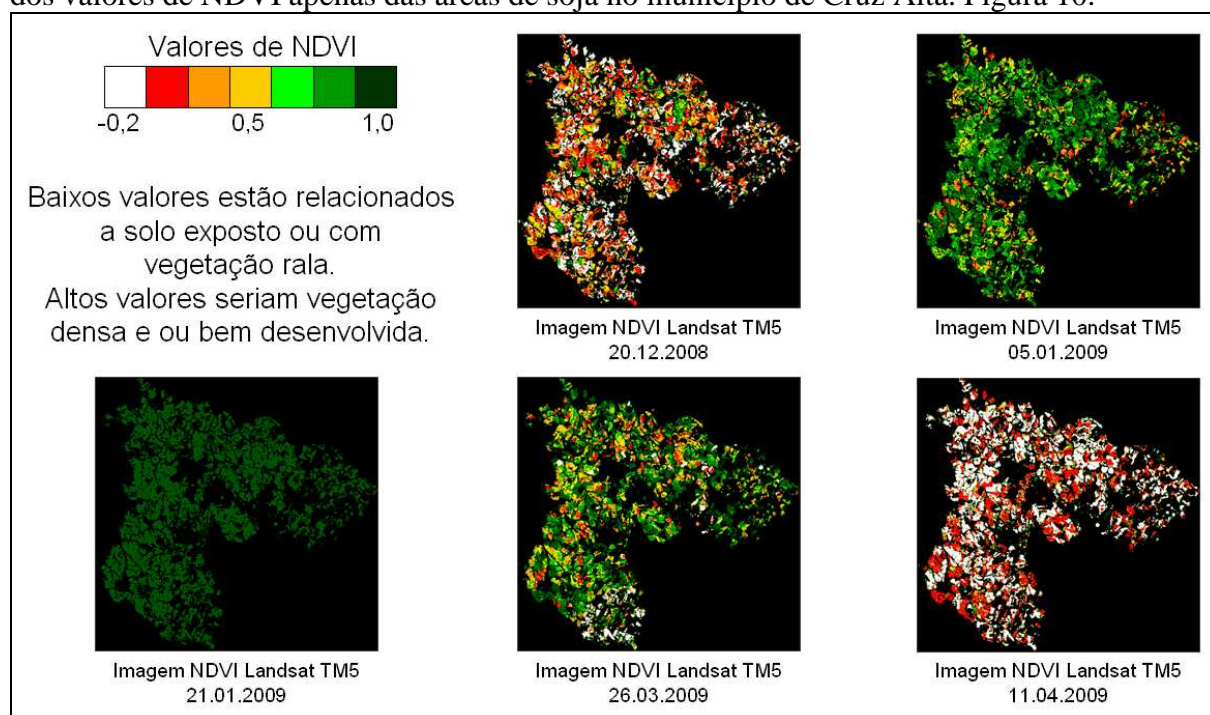 dos valores de NDVI apenas das áreas de soja no município de Cruz Alta. Figura 10.
Valores de NDVI
-0,2 0,5 1,0
Baixos valores estão relacionados
a solo exposto ou com
vegetação rala.
Altos valores seriam vegetação
densa e ou bem desenvolvida.
Imagem NDVI Landsat TM5
20.12.2008
Imagem NDVI Landsat TM5
05.01.2009
Imagem NDVI Landsat TM5
21.01.2009
Imagem NDVI Landsat TM5
26.03.2009
Imagem NDVI Landsat TM5
11.04.2009